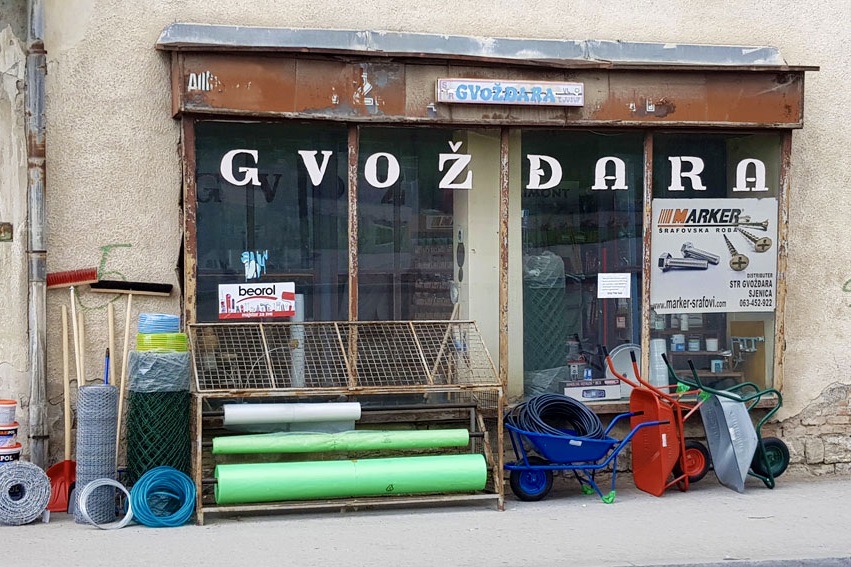 GVOŽĐARA
GVOŽĐARA
MARKER
ŠRAFOVSKA ROBA
DISTRIBUTER
STR GVOŽĐARA
SJENICA
www.marker-srafovi.com
063-452-922
beorol